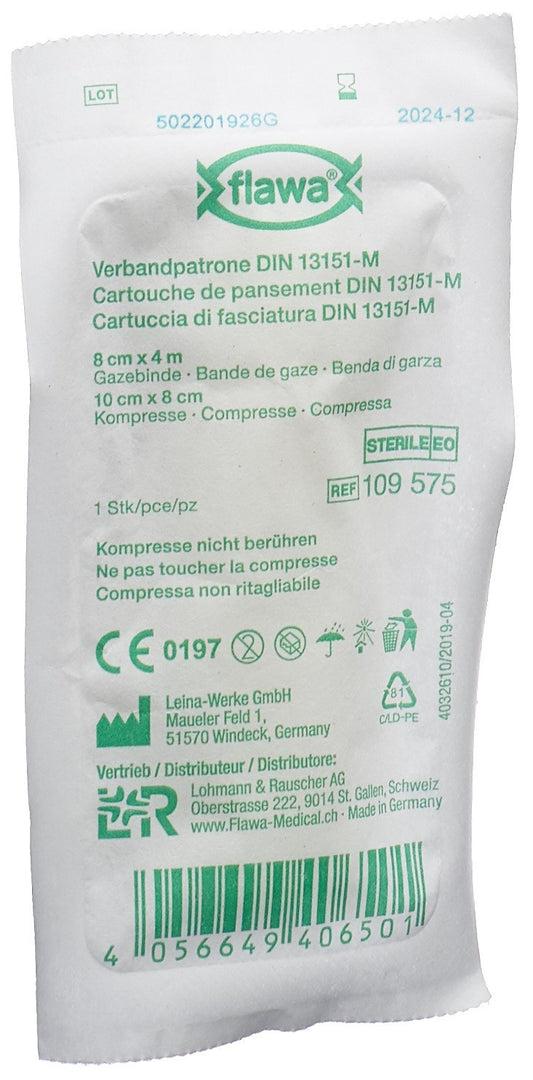 LOT
502201926G
2024-12
flawa®
Verbandpatrone DIN 13151-M
Cartouche de pansement DIN 13151-M
Cartuccia di fasciatura DIN 13151-M
8 cm x 4 m
Gazebinde · Bande de gaze · Benda di garza
10 cm x 8 cm
Kompresse · Compresse · Compressa
STERILE EO
REF 109 575
1 Stk/pce/pz
Kompresse nicht berühren
Ne pas toucher la compresse
Compressa non ritagliabile
CE 0197
2
4032610/2019-04
Leina-Werke GmbH
Maueler Feld 1,
51570 Windeck, Germany
81
C/LD-PE
Vertrieb / Distributeur / Distributore:
L&R
Lohmann & Rauscher AG
Oberstrasse 222, 9014 St. Gallen, Schweiz
www.Flawa-Medical.ch · Made in Germany
4 056649 406501